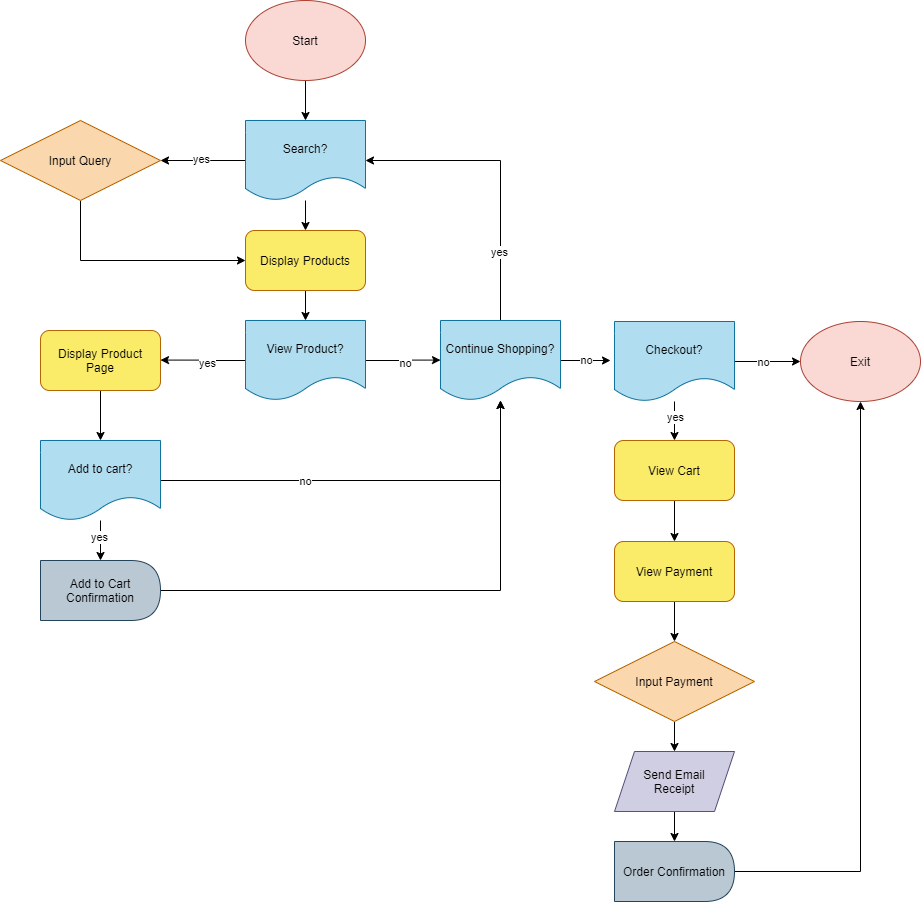 Start
Search?
yes
Input Query
Display Products
yes
View Product?
no
Continue Shopping?
yes
no
Checkout?
no
Exit
Display Product
Page
yes
Add to cart?
no
View Cart
yes
Add to Cart
Confirmation
View Payment
Input Payment
Send Email
Receipt
Order Confirmation